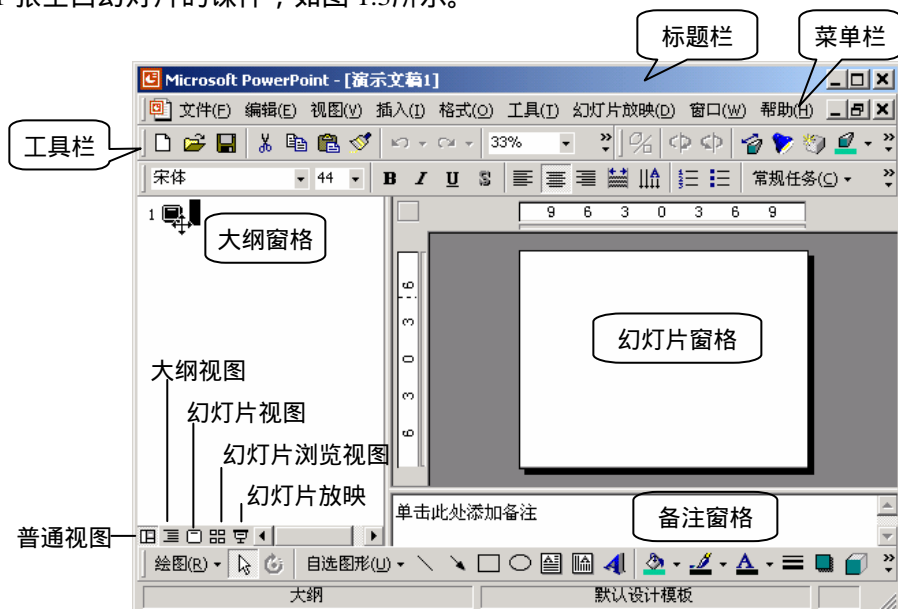 张空白幻灯片的课件，如图 1.3所示。
标题栏
菜单栏
Microsoft PowerPoint - [演示文稿1]
文件(F) 编辑(E) 视图(V) 插入(I) 格式(O) 工具(T) 幻灯片放映(D) 窗口(W) 帮助(H)
工具栏
33%
宋体 44 B I U S 常规任务(C)
1
大纲窗格
9 6 3 0 3 6 9
6 3 0 3 6
幻灯片窗格
大纲视图
幻灯片视图
幻灯片浏览视图
幻灯片放映
普通视图
单击此处添加备注
备注窗格
绘图(R) 自选图形(U)
大纲 默认设计模板